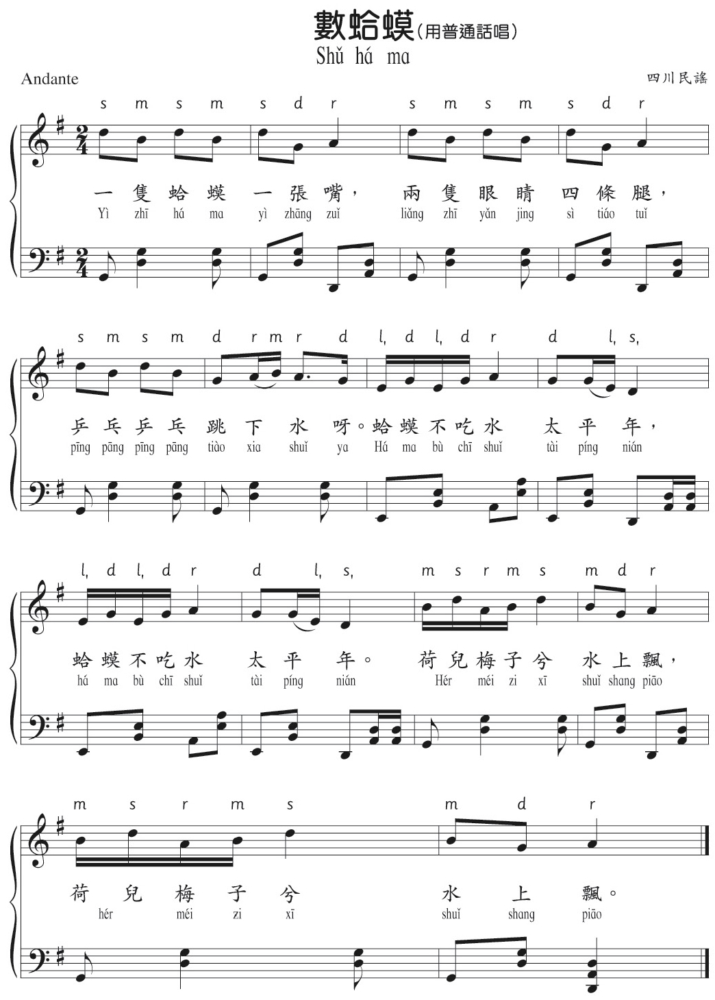 數蛤蟆(用普通話唱)
Shǔ há ma
Andante
四川民謠
s m s m s d r s m s m s d r
一隻蛤蟆一張嘴，兩隻眼睛四條腿，
Yì zhī há ma yì zhāng zuǐ liǎng zhī yǎn jing sì tiáo tuǐ
s m s m d r m r d l, d l, d r d l, s,
乒乓乒乓跳下水呀。蛤蟆不吃水太平年，
pīng pāng pīng pāng tiào xia shuǐ ya Há ma bù chī shuǐ tài píng nián
l, d l, d r d l, s, m s r m s m d r
蛤蟆不吃水太平年。荷兒梅子兮水上飄，
há ma bù chī shuǐ tài píng nián Hér méi zi xī shuǐ shang piāo
m s r m s m d r
荷兒梅子兮水上飄。
hér méi zi xī shuǐ shang piāo